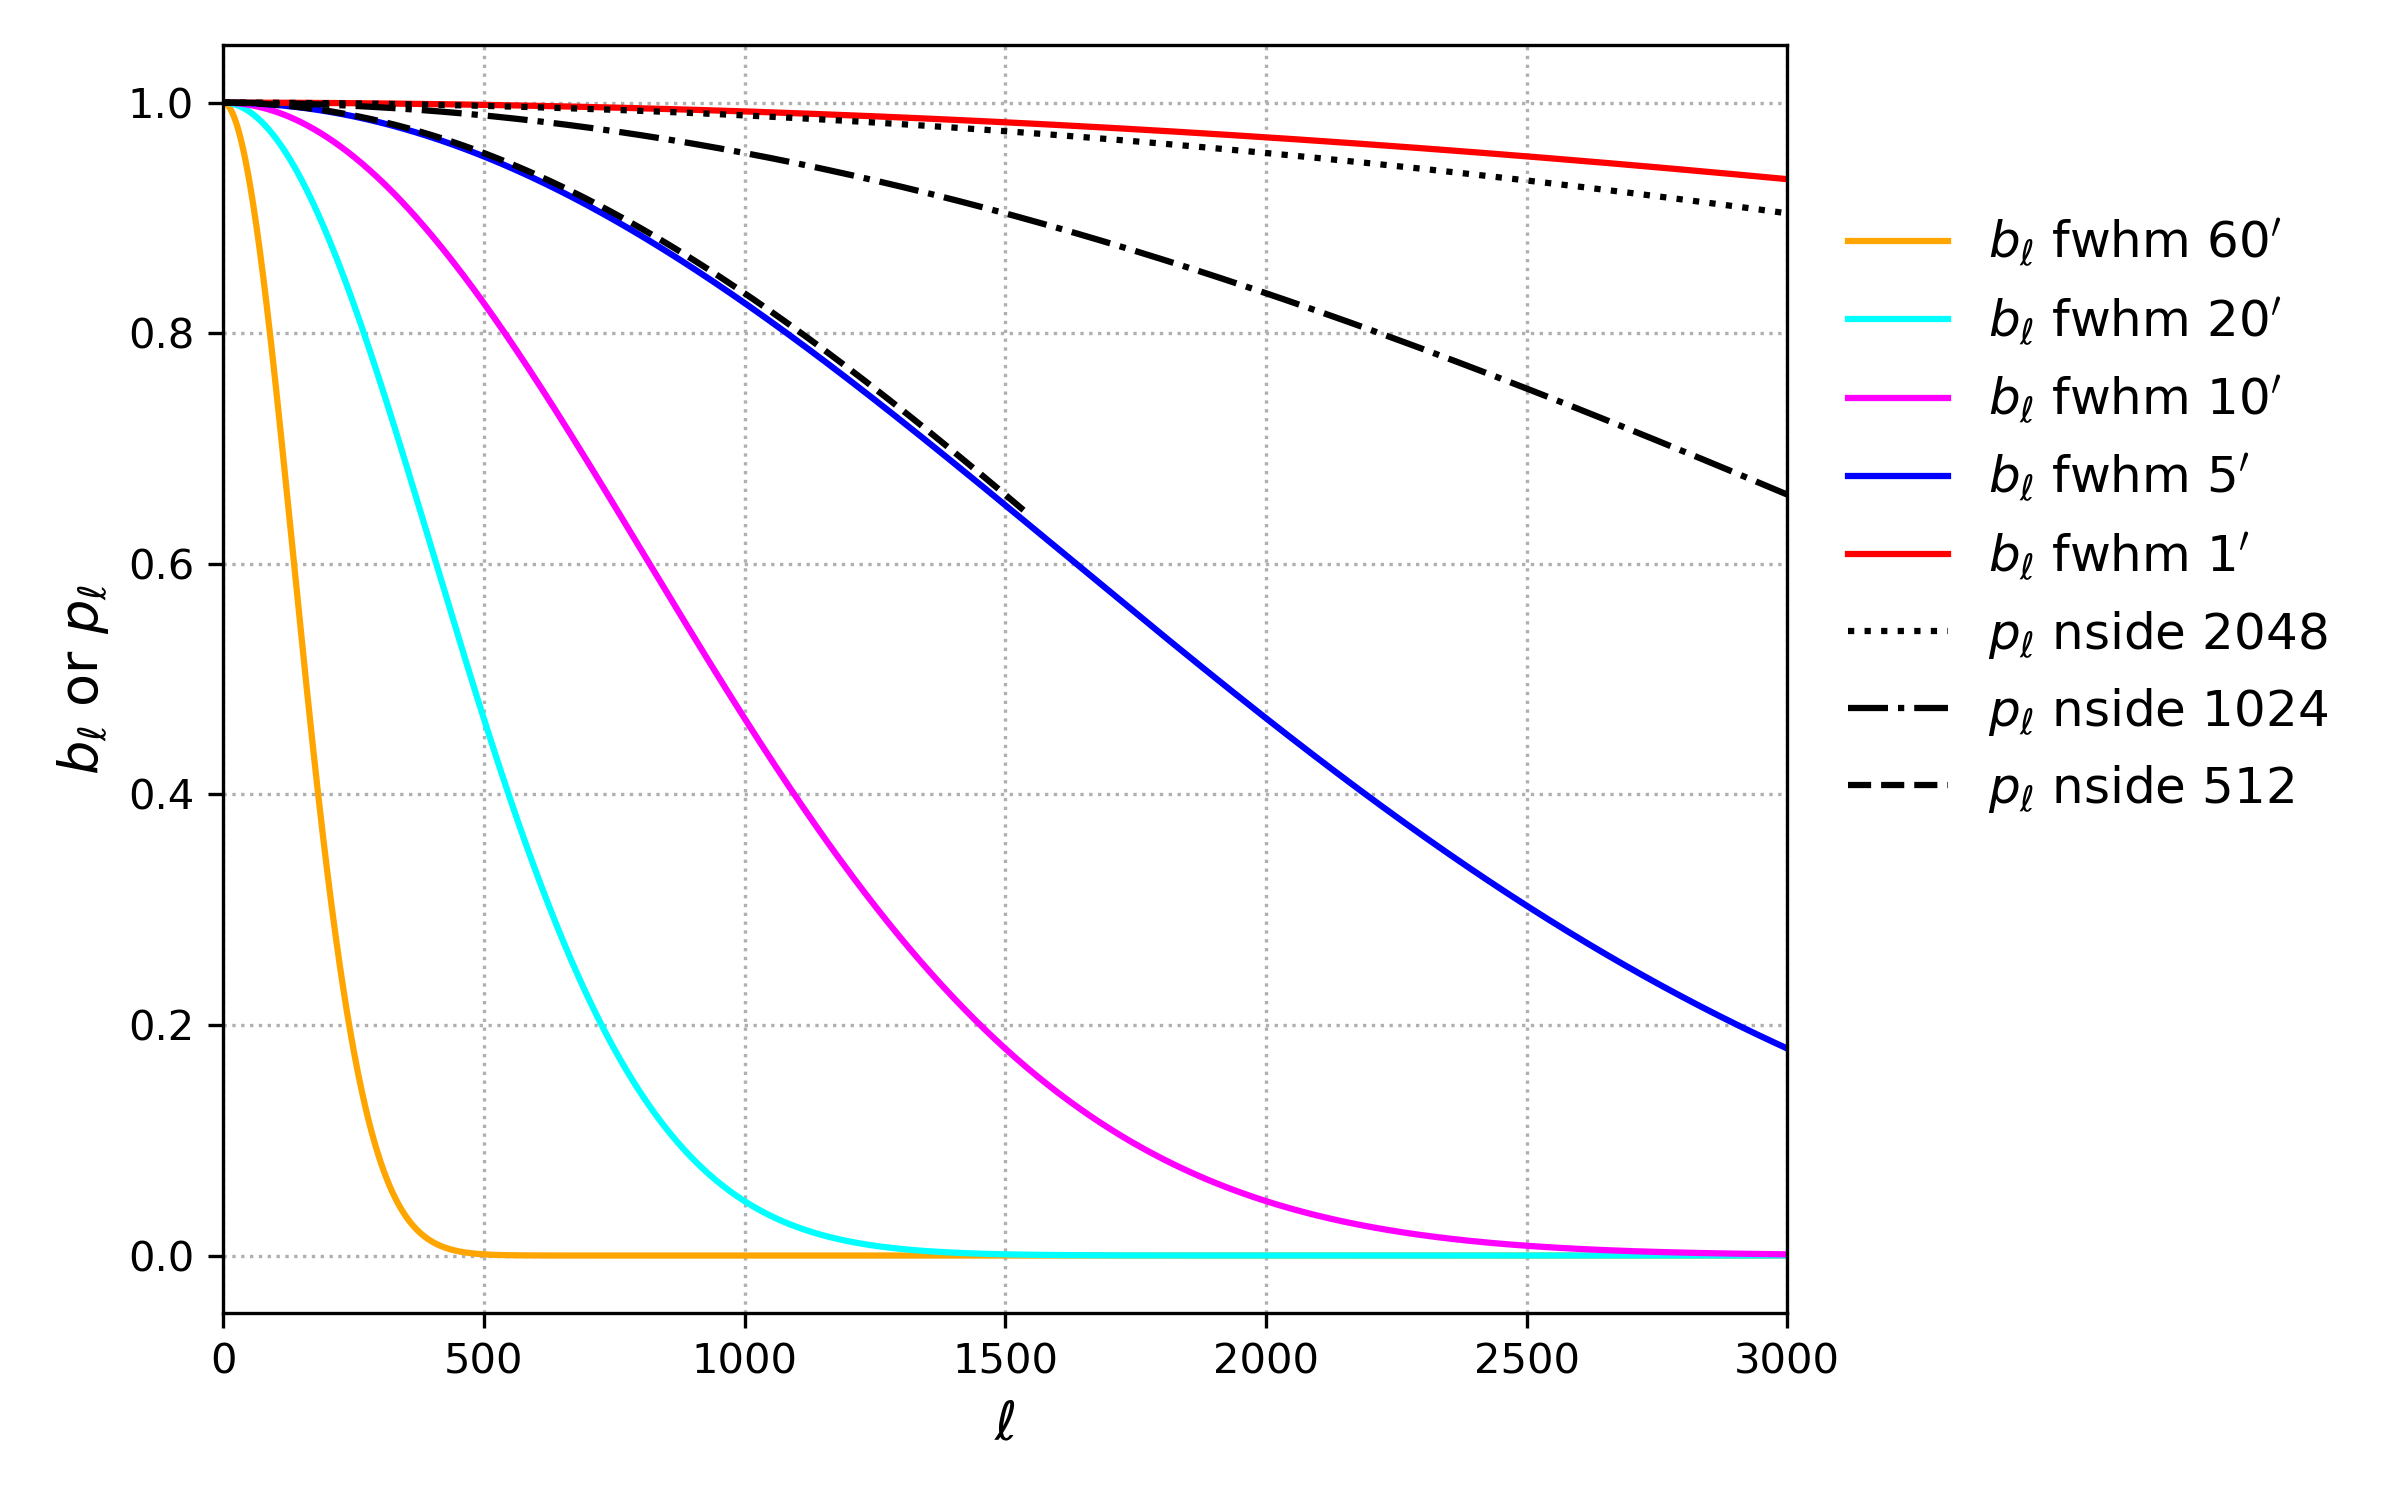 1.0
0.8
0.6
0.4
0.2
0.0
bℓ or pℓ
0 500 1000 1500 2000 2500 3000
ℓ
bℓ fwhm 60′
bℓ fwhm 20′
bℓ fwhm 10′
bℓ fwhm 5′
bℓ fwhm 1′
pℓ nside 2048
pℓ nside 1024
pℓ nside 512